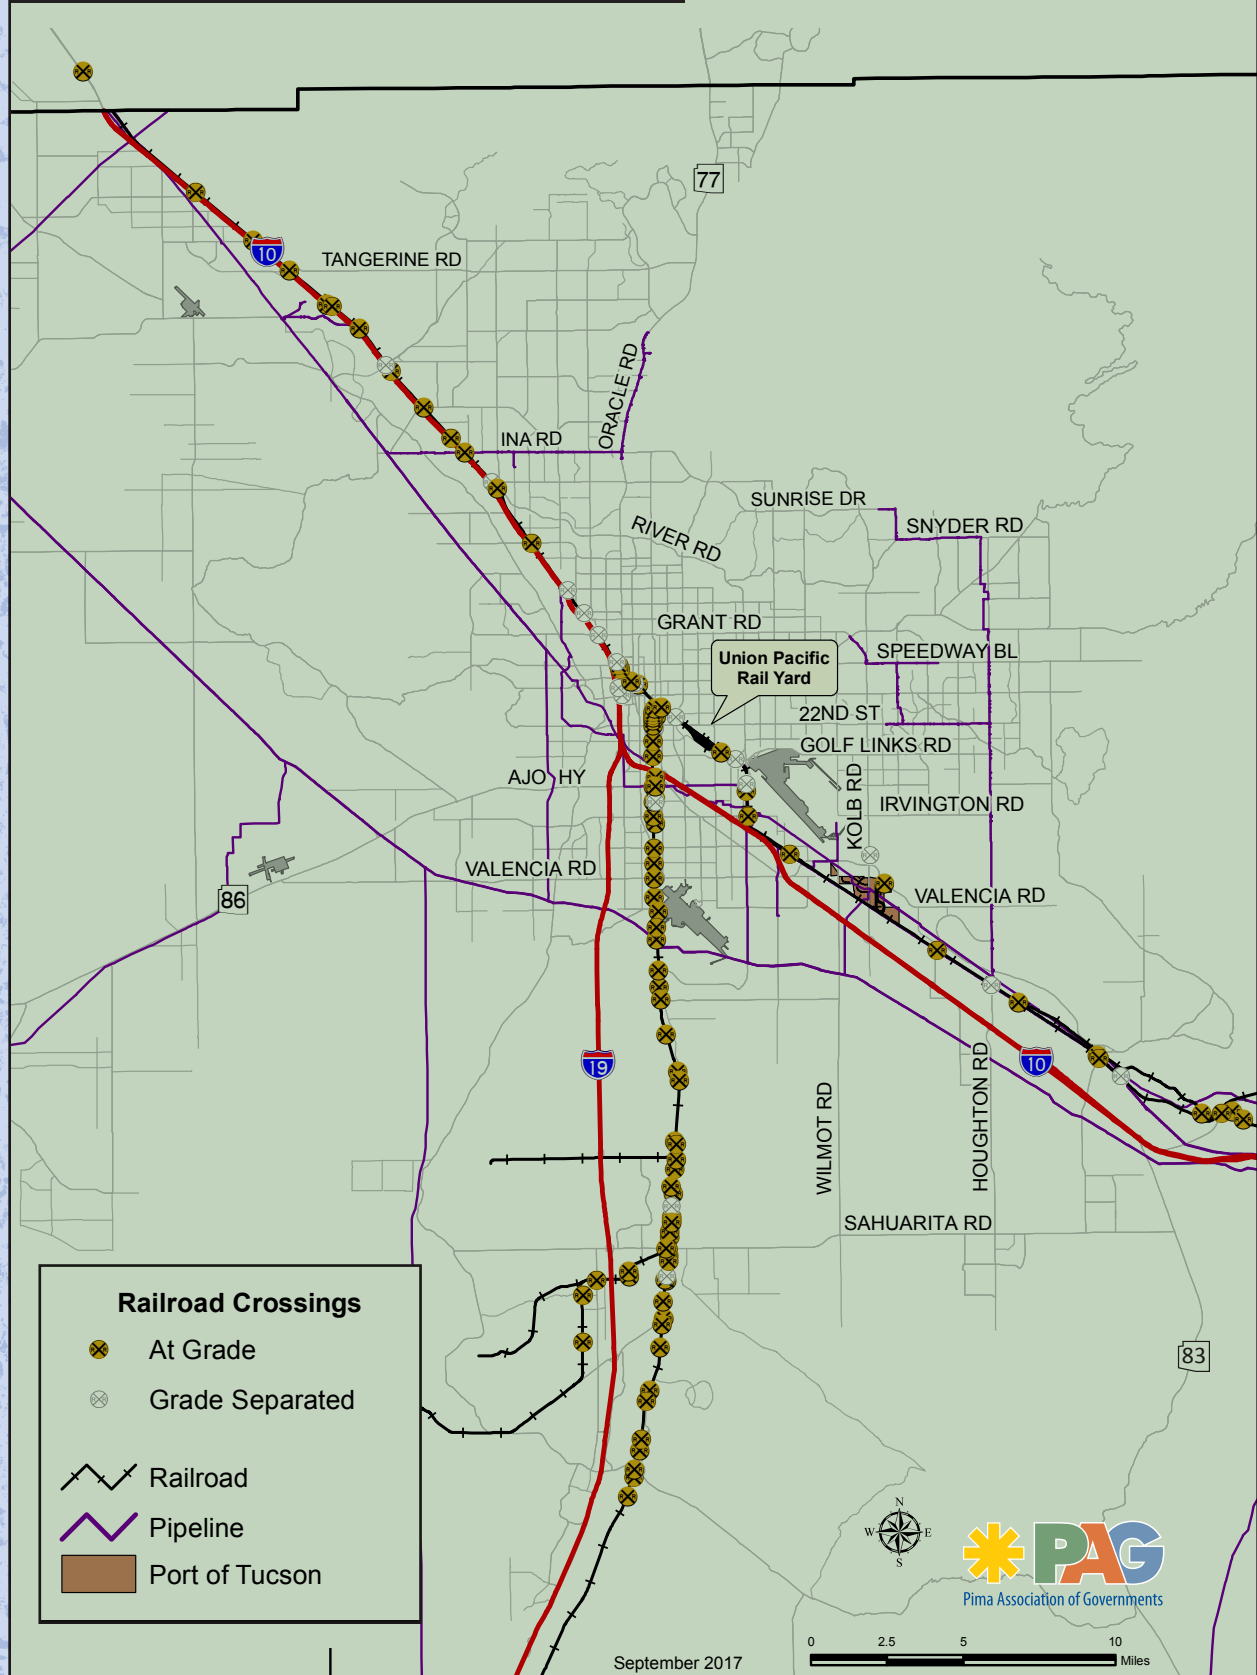 77
10
TANGERINE RD
ORACLE RD
INA RD
SUNRISE DR
SNYDER RD
RIVER RD
GRANT RD
SPEEDWAY BL
Union Pacific
Rail Yard
22ND ST
GOLF LINKS RD
AJO HY
KOLB RD
IRVINGTON RD
VALENCIA RD
VALENCIA RD
86
19
10
WILMOT RD
HOUGHTON RD
SAHUARITA RD
83
Railroad Crossings
At Grade
Grade Separated
Railroad
Pipeline
Port of Tucson
N
W E
S
PAG
Pima Association of Governments
0 2.5 5 10
Miles
September 2017